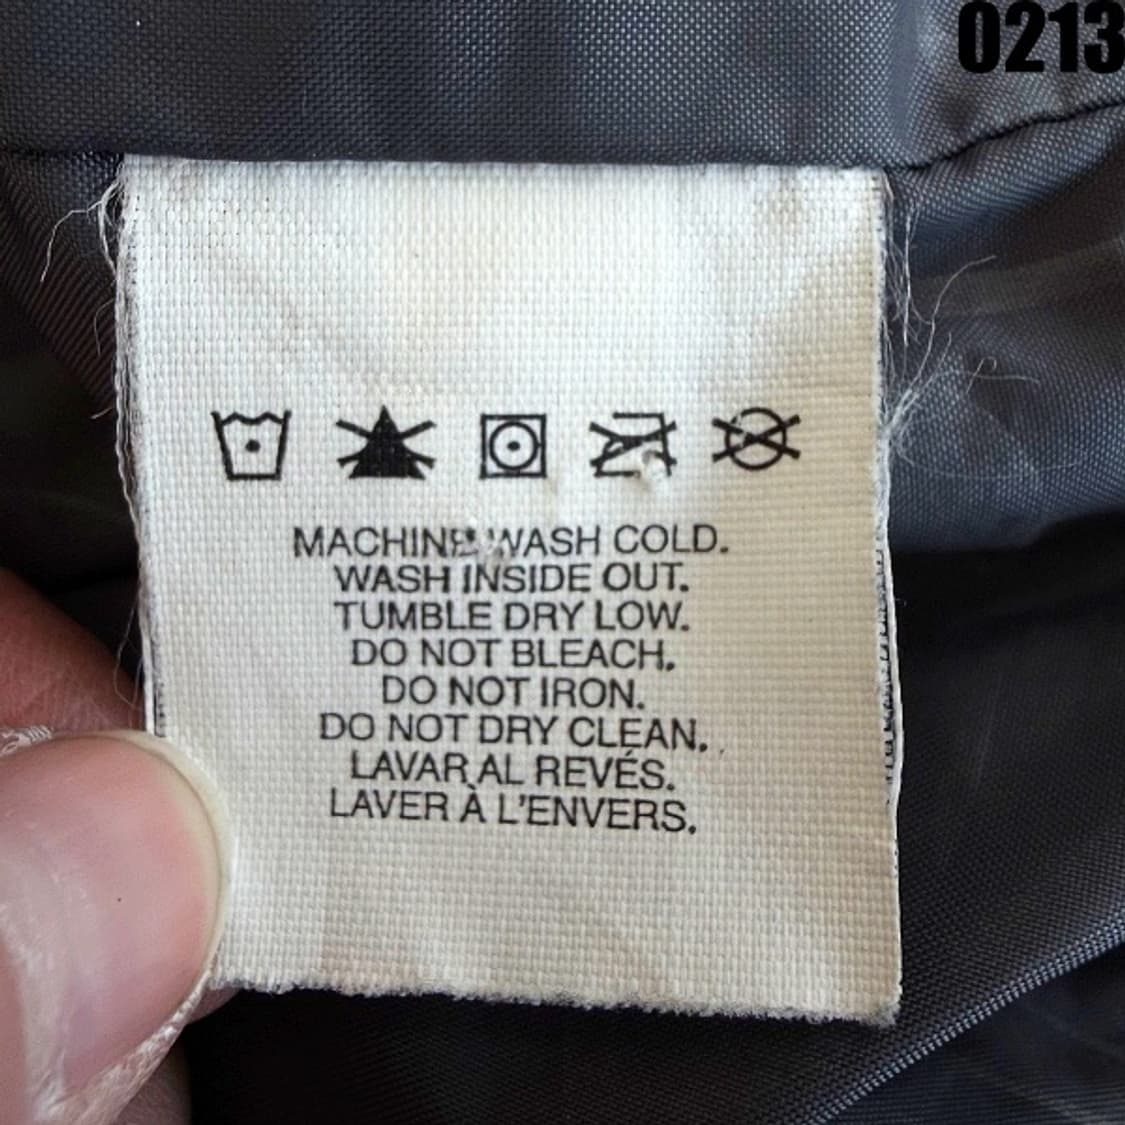 0213
MACHINE WASH COLD.
WASH INSIDE OUT.
TUMBLE DRY LOW.
DO NOT BLEACH.
DO NOT IRON.
DO NOT DRY CLEAN.
LAVAR AL REVÉS.
LAVER À L'ENVERS.